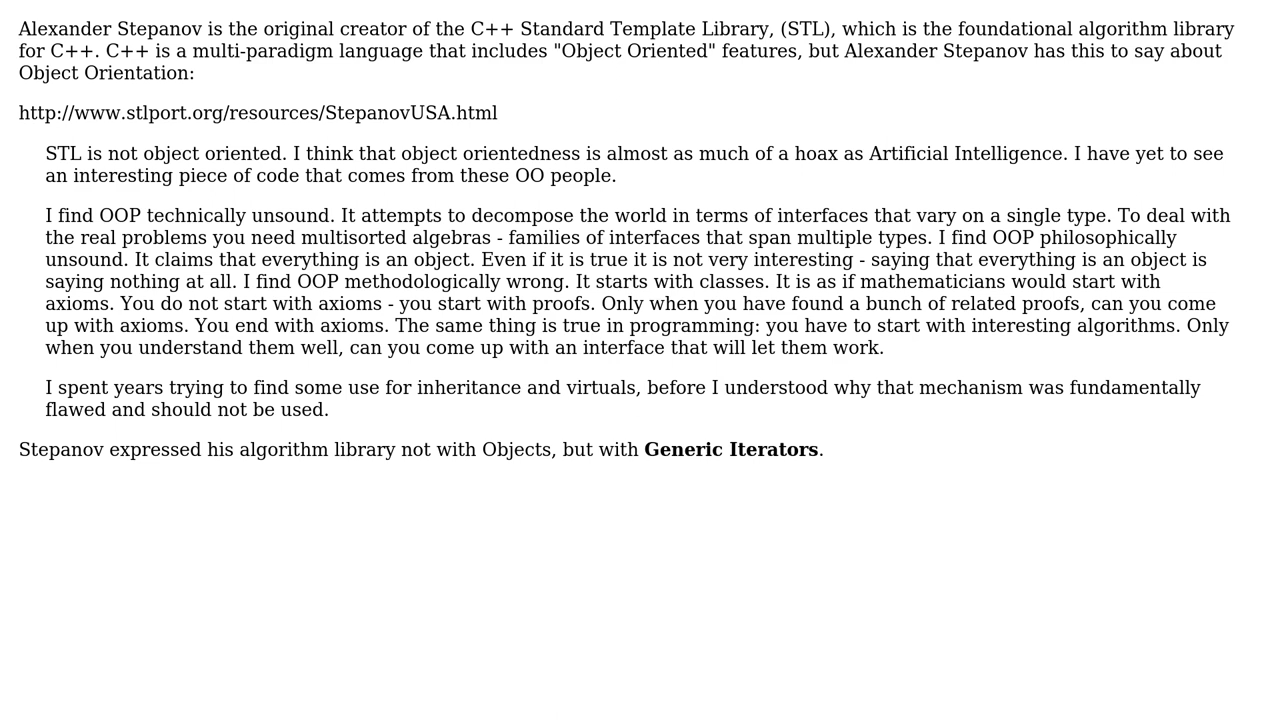 Alexander Stepanov is the original creator of the C++ Standard Template Library, (STL), which is the foundational algorithm library
for C++. C++ is a multi-paradigm language that includes "Object Oriented" features, but Alexander Stepanov has this to say about
Object Orientation:
http://www.stlport.org/resources/StepanovUSA.html
STL is not object oriented. I think that object orientedness is almost as much of a hoax as Artificial Intelligence. I have yet to see
an interesting piece of code that comes from these OO people.
I find OOP technically unsound. It attempts to decompose the world in terms of interfaces that vary on a single type. To deal with
the real problems you need multisorted algebras - families of interfaces that span multiple types. I find OOP philosophically
unsound. It claims that everything is an object. Even if it is true it is not very interesting - saying that everything is an object is
saying nothing at all. I find OOP methodologically wrong. It starts with classes. It is as if mathematicians would start with
axioms. You do not start with axioms - you start with proofs. Only when you have found a bunch of related proofs, can you come
up with axioms. You end with axioms. The same thing is true in programming: you have to start with interesting algorithms. Only
when you understand them well, can you come up with an interface that will let them work.
I spent years trying to find some use for inheritance and virtuals, before I understood why that mechanism was fundamentally
flawed and should not be used.
Stepanov expressed his algorithm library not with Objects, but with Generic Iterators.